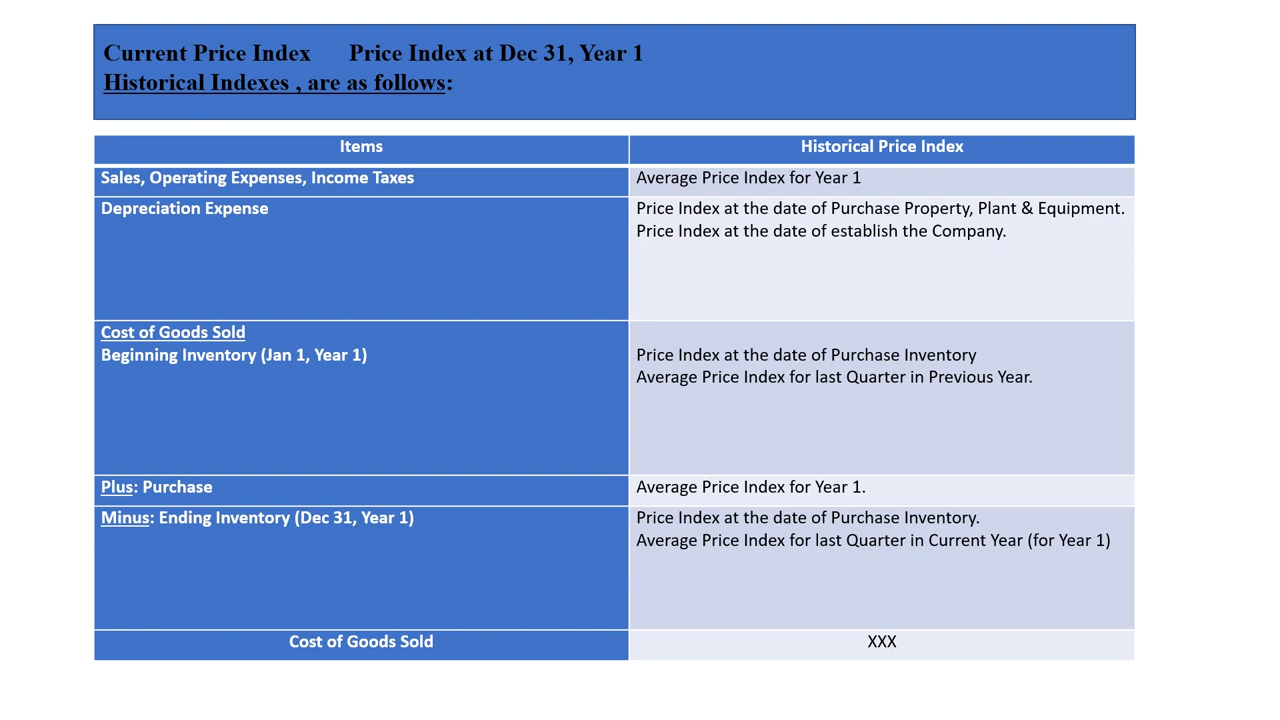 Current Price Index Price Index at Dec 31, Year 1
Historical Indexes , are as follows:
Items
Historical Price Index
Sales, Operating Expenses, Income Taxes
Average Price Index for Year 1
Depreciation Expense
Price Index at the date of Purchase Property, Plant & Equipment.
Price Index at the date of establish the Company.
Cost of Goods Sold
Beginning Inventory (Jan 1, Year 1)
Price Index at the date of Purchase Inventory
Average Price Index for last Quarter in Previous Year.
Plus: Purchase
Average Price Index for Year 1.
Minus: Ending Inventory (Dec 31, Year 1)
Price Index at the date of Purchase Inventory.
Average Price Index for last Quarter in Current Year (for Year 1)
Cost of Goods Sold
XXX